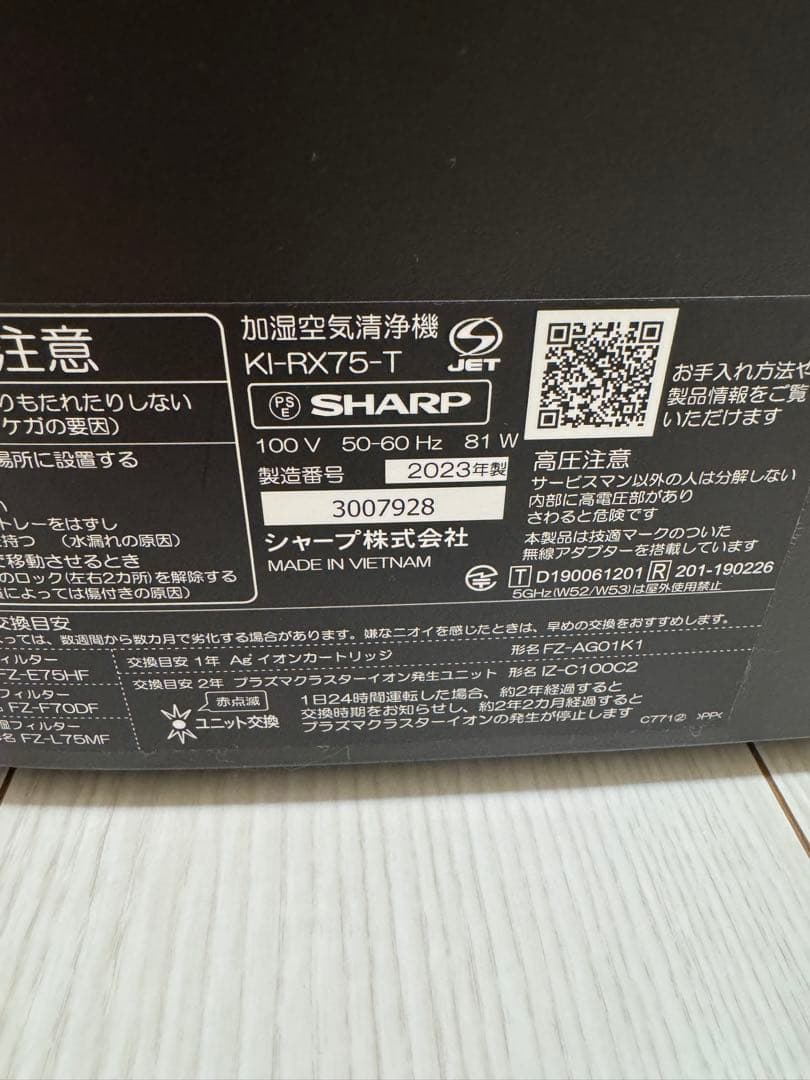 注意
りもたれたりしない
ケガの要因)
場所に設置する
い
トレーをはずし
持つ (水漏れの原因)
で移動させるとき
のロック(左右2カ所)を解除する
によっては傷付きの原因)
加湿空気清浄機
KI-RX75-T
JET
PS E SHARP
100 V 50-60 Hz 81 W
製造番号 2023年製
3007928
シャープ株式会社
MADE IN VIETNAM
お手入れ方法や
製品情報をご覧
いただけます
高圧注意
サービスマン以外の人は分解しない
内部に高電圧部があり
さわると危険です
本製品は技適マークのついた
無線アダプターを搭載しています
T D190061201 R 201-190226
5GHz(W52/W53)は屋外使用禁止
交換目安
よっては、数週間から数カ月で劣化する場合があります。嫌なニオイを感じたときは、早めの交換をおすすめします。
ィルター
FZ-E75HF
フィルター
FZ-F70DF
フィルター
名 FZ-L75MF
交換目安 1年 Ag⁺イオンカートリッジ 形名 FZ-AG01K1
交換目安 2年 プラズマクラスターイオン発生ユニット 形名 IZ-C100C2
赤点滅
ユニット交換
1日24時間運転した場合、約2年経過すると
交換時期をお知らせし、約2年2カ月経過すると
プラズマクラスターイオンの発生が停止します
C771② >PP<